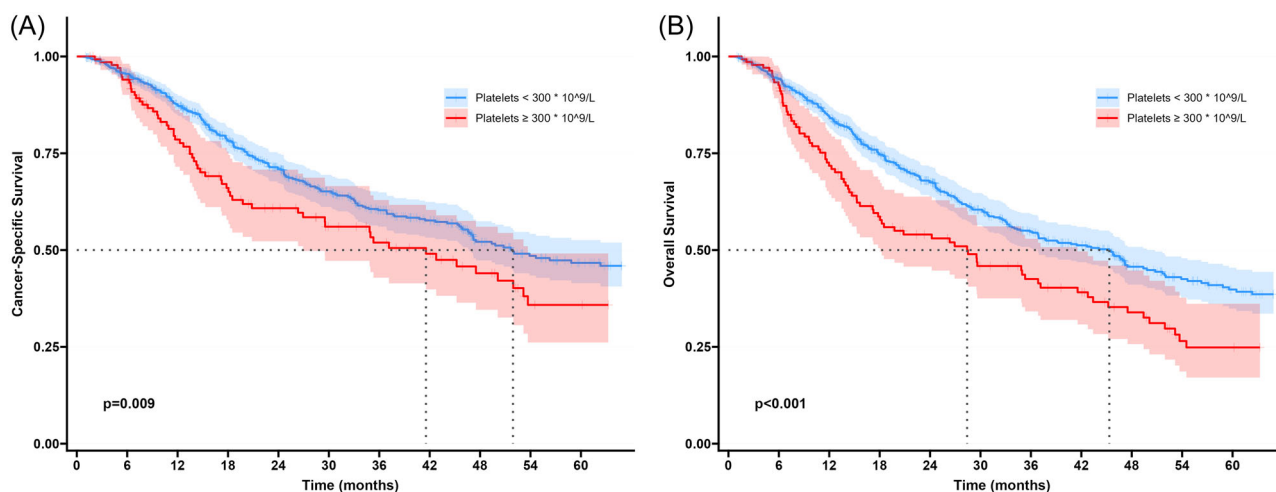 (A)
1.00
0.75
0.50
0.25
0.00
Cancer-Specific Survival
Platelets < 300 * 10^9/L
Platelets ≥ 300 * 10^9/L
p=0.009
0 6 12 18 24 30 36 42 48 54 60
Time (months)
(B)
1.00
0.75
0.50
0.25
0.00
Overall Survival
Platelets < 300 * 10^9/L
Platelets ≥ 300 * 10^9/L
p<0.001
0 6 12 18 24 30 36 42 48 54 60
Time (months)